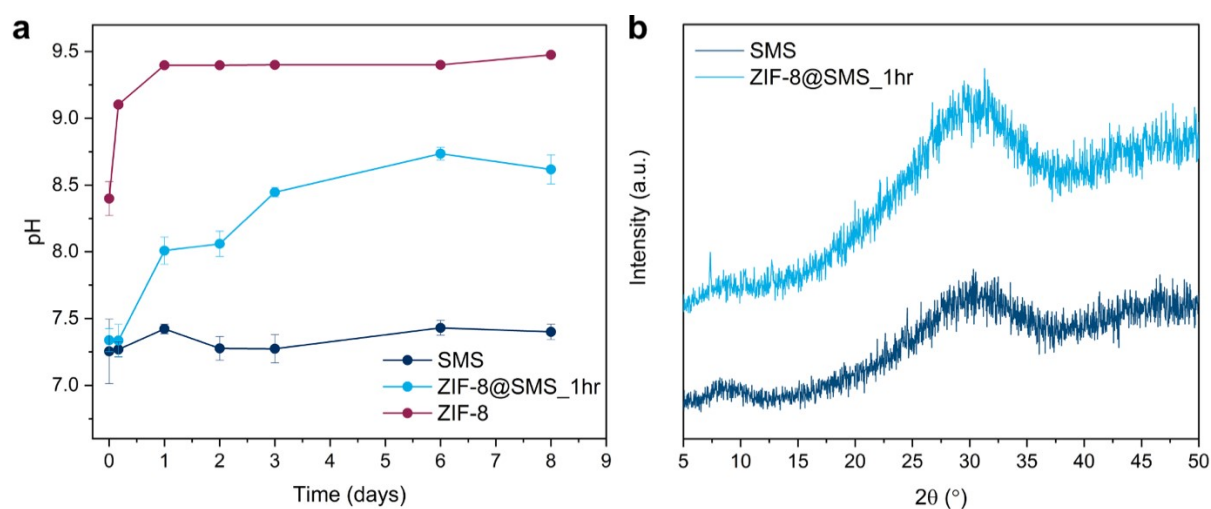 a
9.5
9.0
8.5
8.0
7.5
7.0
pH
SMS
ZIF-8@SMS_1hr
ZIF-8
0 1 2 3 4 5 6 7 8 9
Time (days)
b
SMS
ZIF-8@SMS_1hr
Intensity (a.u.)
5 10 15 20 25 30 35 40 45 50
2θ (°)